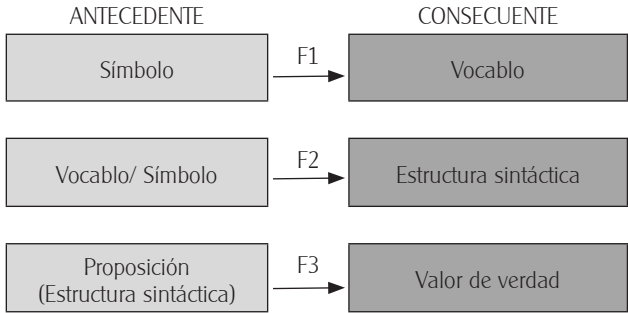 ANTECEDENTE
CONSECUENTE
Símbolo
F1
Vocablo
Vocablo/ Símbolo
F2
Estructura sintáctica
Proposición
(Estructura sintáctica)
F3
Valor de verdad